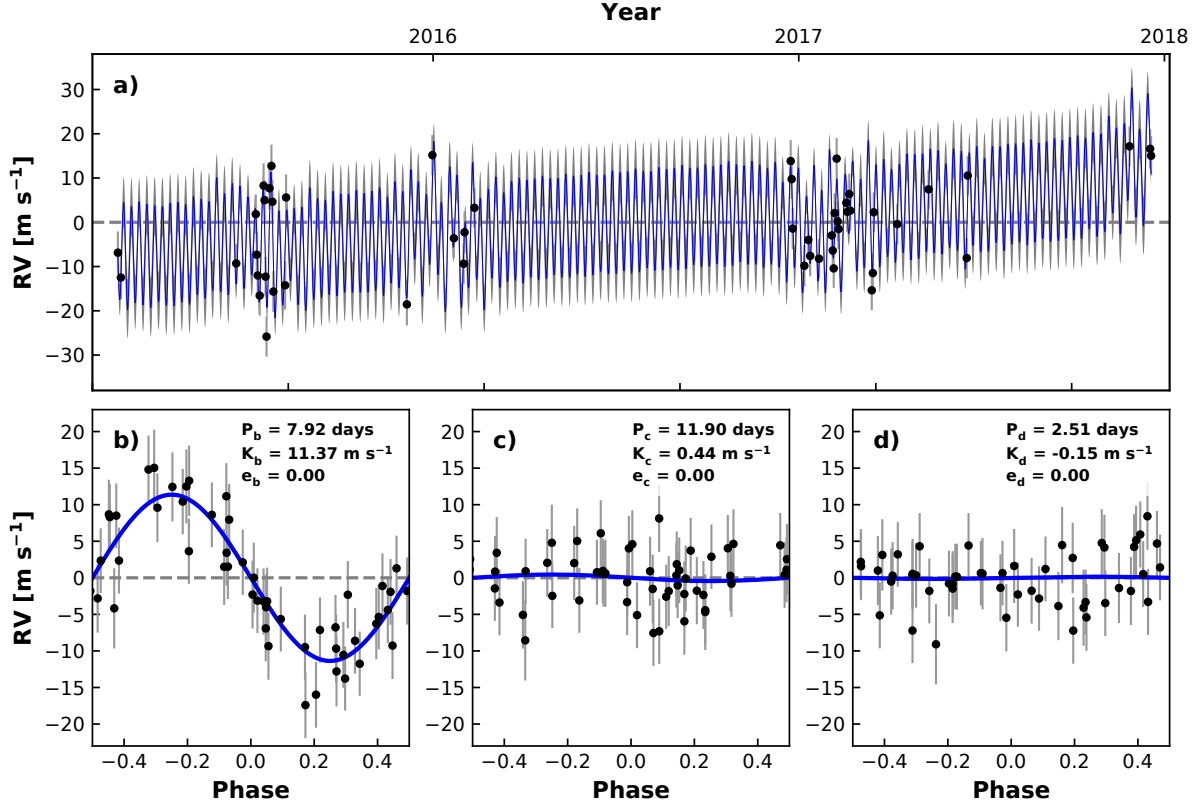 Year
2016 2017 2018
a)
30
20
10
0
−10
−20
−30
RV [m s⁻¹]
b)
P_b = 7.92 days
K_b = 11.37 m s⁻¹
e_b = 0.00
c)
P_c = 11.90 days
K_c = 0.44 m s⁻¹
e_c = 0.00
d)
P_d = 2.51 days
K_d = -0.15 m s⁻¹
e_d = 0.00
20
15
10
5
0
−5
−10
−15
−20
RV [m s⁻¹]
20
15
10
5
0
−5
−10
−15
−20
20
15
10
5
0
−5
−10
−15
−20
−0.4 −0.2 0.0 0.2 0.4
−0.4 −0.2 0.0 0.2 0.4
−0.4 −0.2 0.0 0.2 0.4
Phase
Phase
Phase